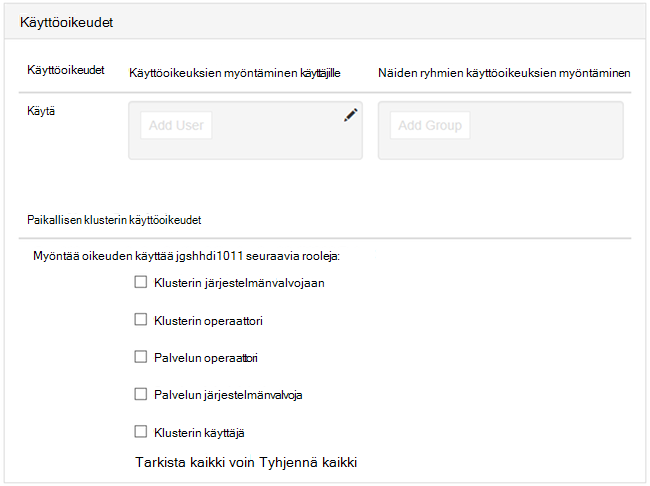 Käyttöoikeudet
Käyttöoikeudet Käyttöoikeuksien myöntäminen käyttäjille Näiden ryhmien käyttöoikeuksien myöntäminen
Käytä Add User Add Group
Paikallisen klusterin käyttöoikeudet
Myöntää oikeuden käyttää jgshhdi1011 seuraavia rooleja:
Klusterin järjestelmänvalvojaan
Klusterin operaattori
Palvelun operaattori
Palvelun järjestelmänvalvoja
Klusterin käyttäjä
Tarkista kaikki voin Tyhjennä kaikki